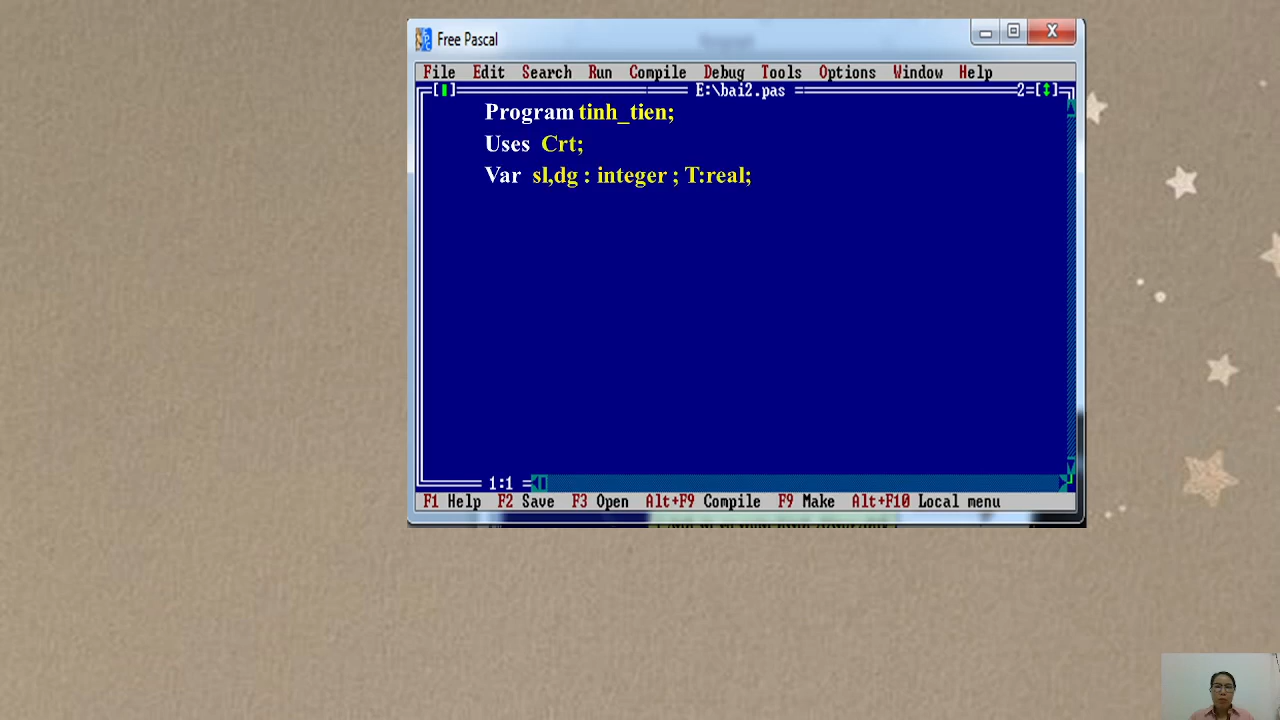 Free Pascal
File Edit Search Run Compile Debug Tools Options Window Help
E:\bai2.pas 2
Program tinh_tien;
Uses Crt;
Var sl,dg : integer ; T:real;
1:1
F1 Help F2 Save F3 Open Alt+F9 Compile F9 Make Alt+F10 Local menu